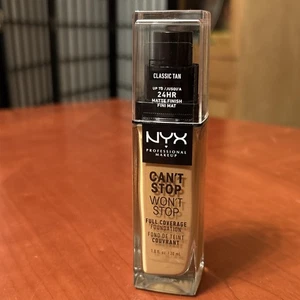 CLASSIC TAN
UP TO / JUSQU'À
24HR
MATTE FINISH
FINI MAT
NYX
PROFESSIONAL
MAKEUP
CAN'T
STOP
WON'T
STOP
FULL COVERAGE
FOUNDATION
FOND DE TEINT
COUVRANT